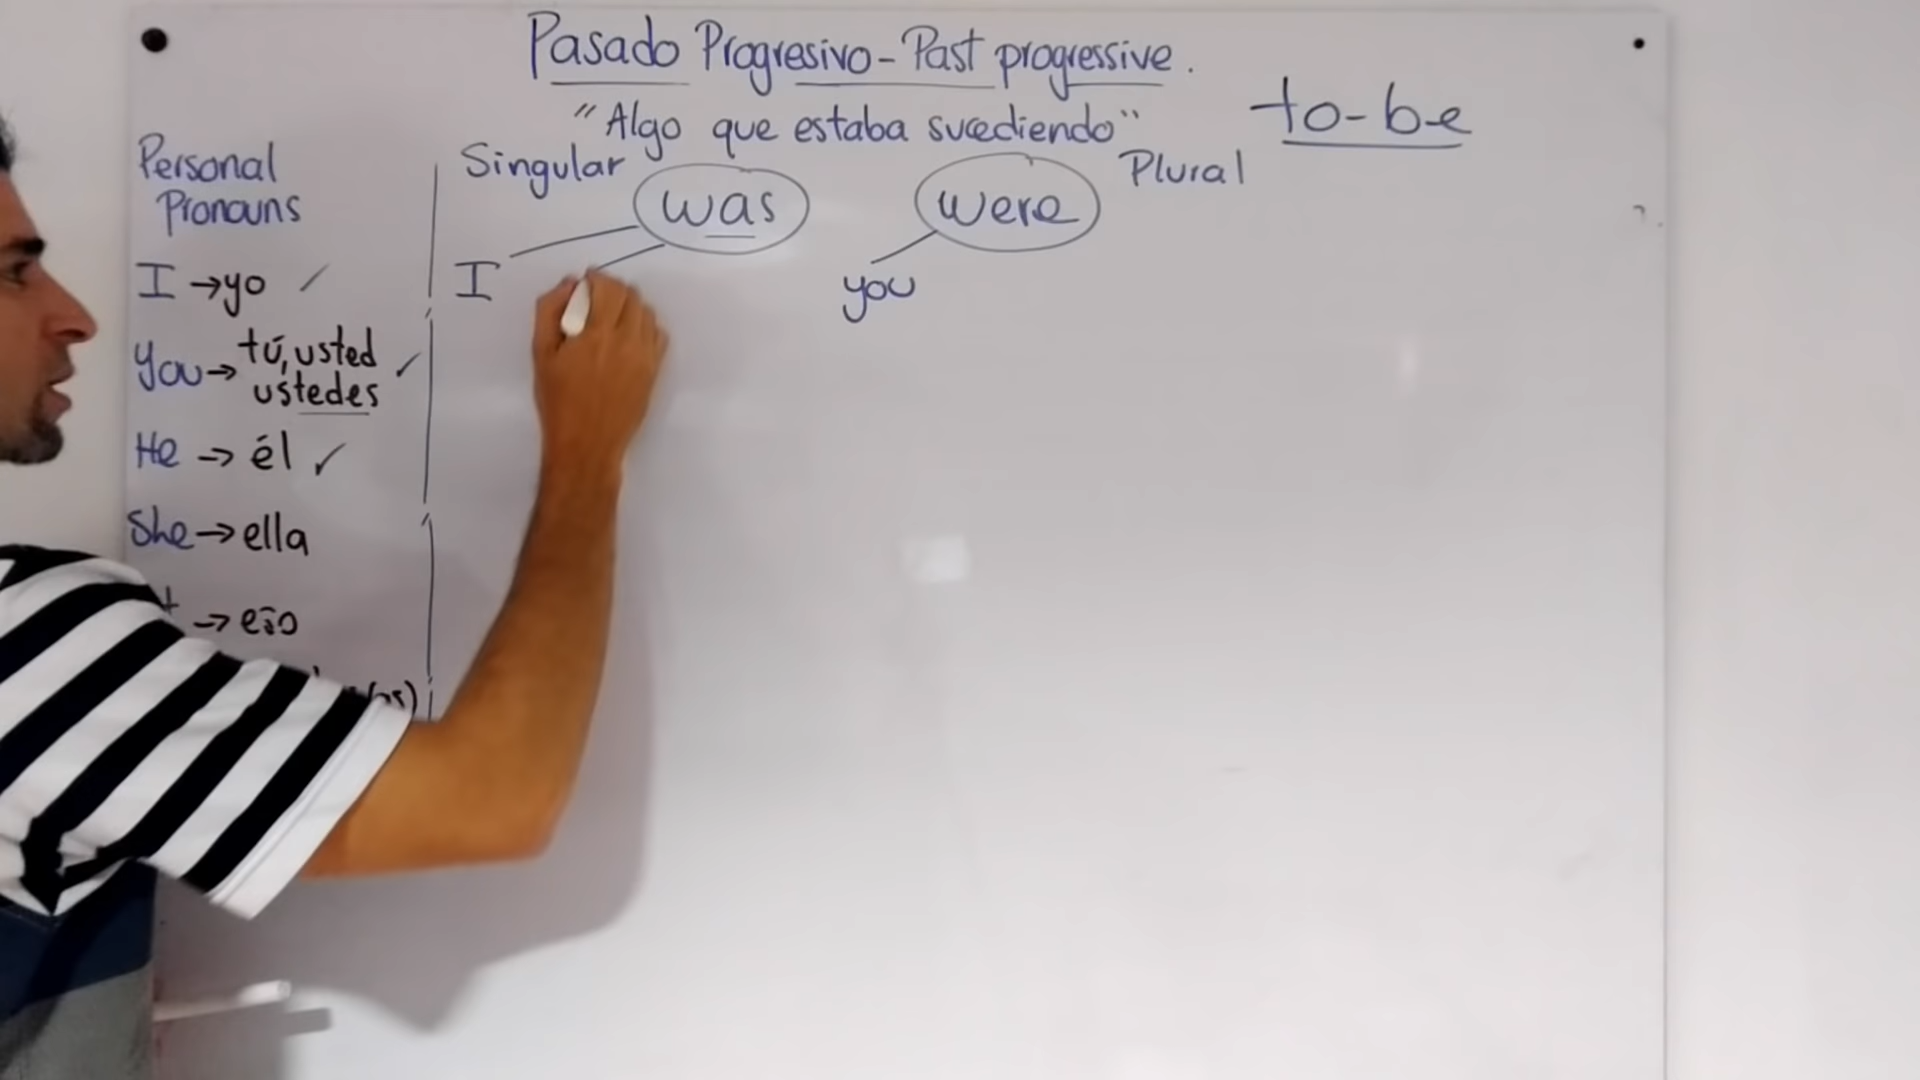 Pasado Progresivo - Past progressive.
"Algo que estaba sucediendo"
to-be
Personal
Pronouns
Singular
was
were
Plural
I → yo ✓
I
you
You → tú, usted
ustedes ✓
He → él ✓
She → ella
→ eso